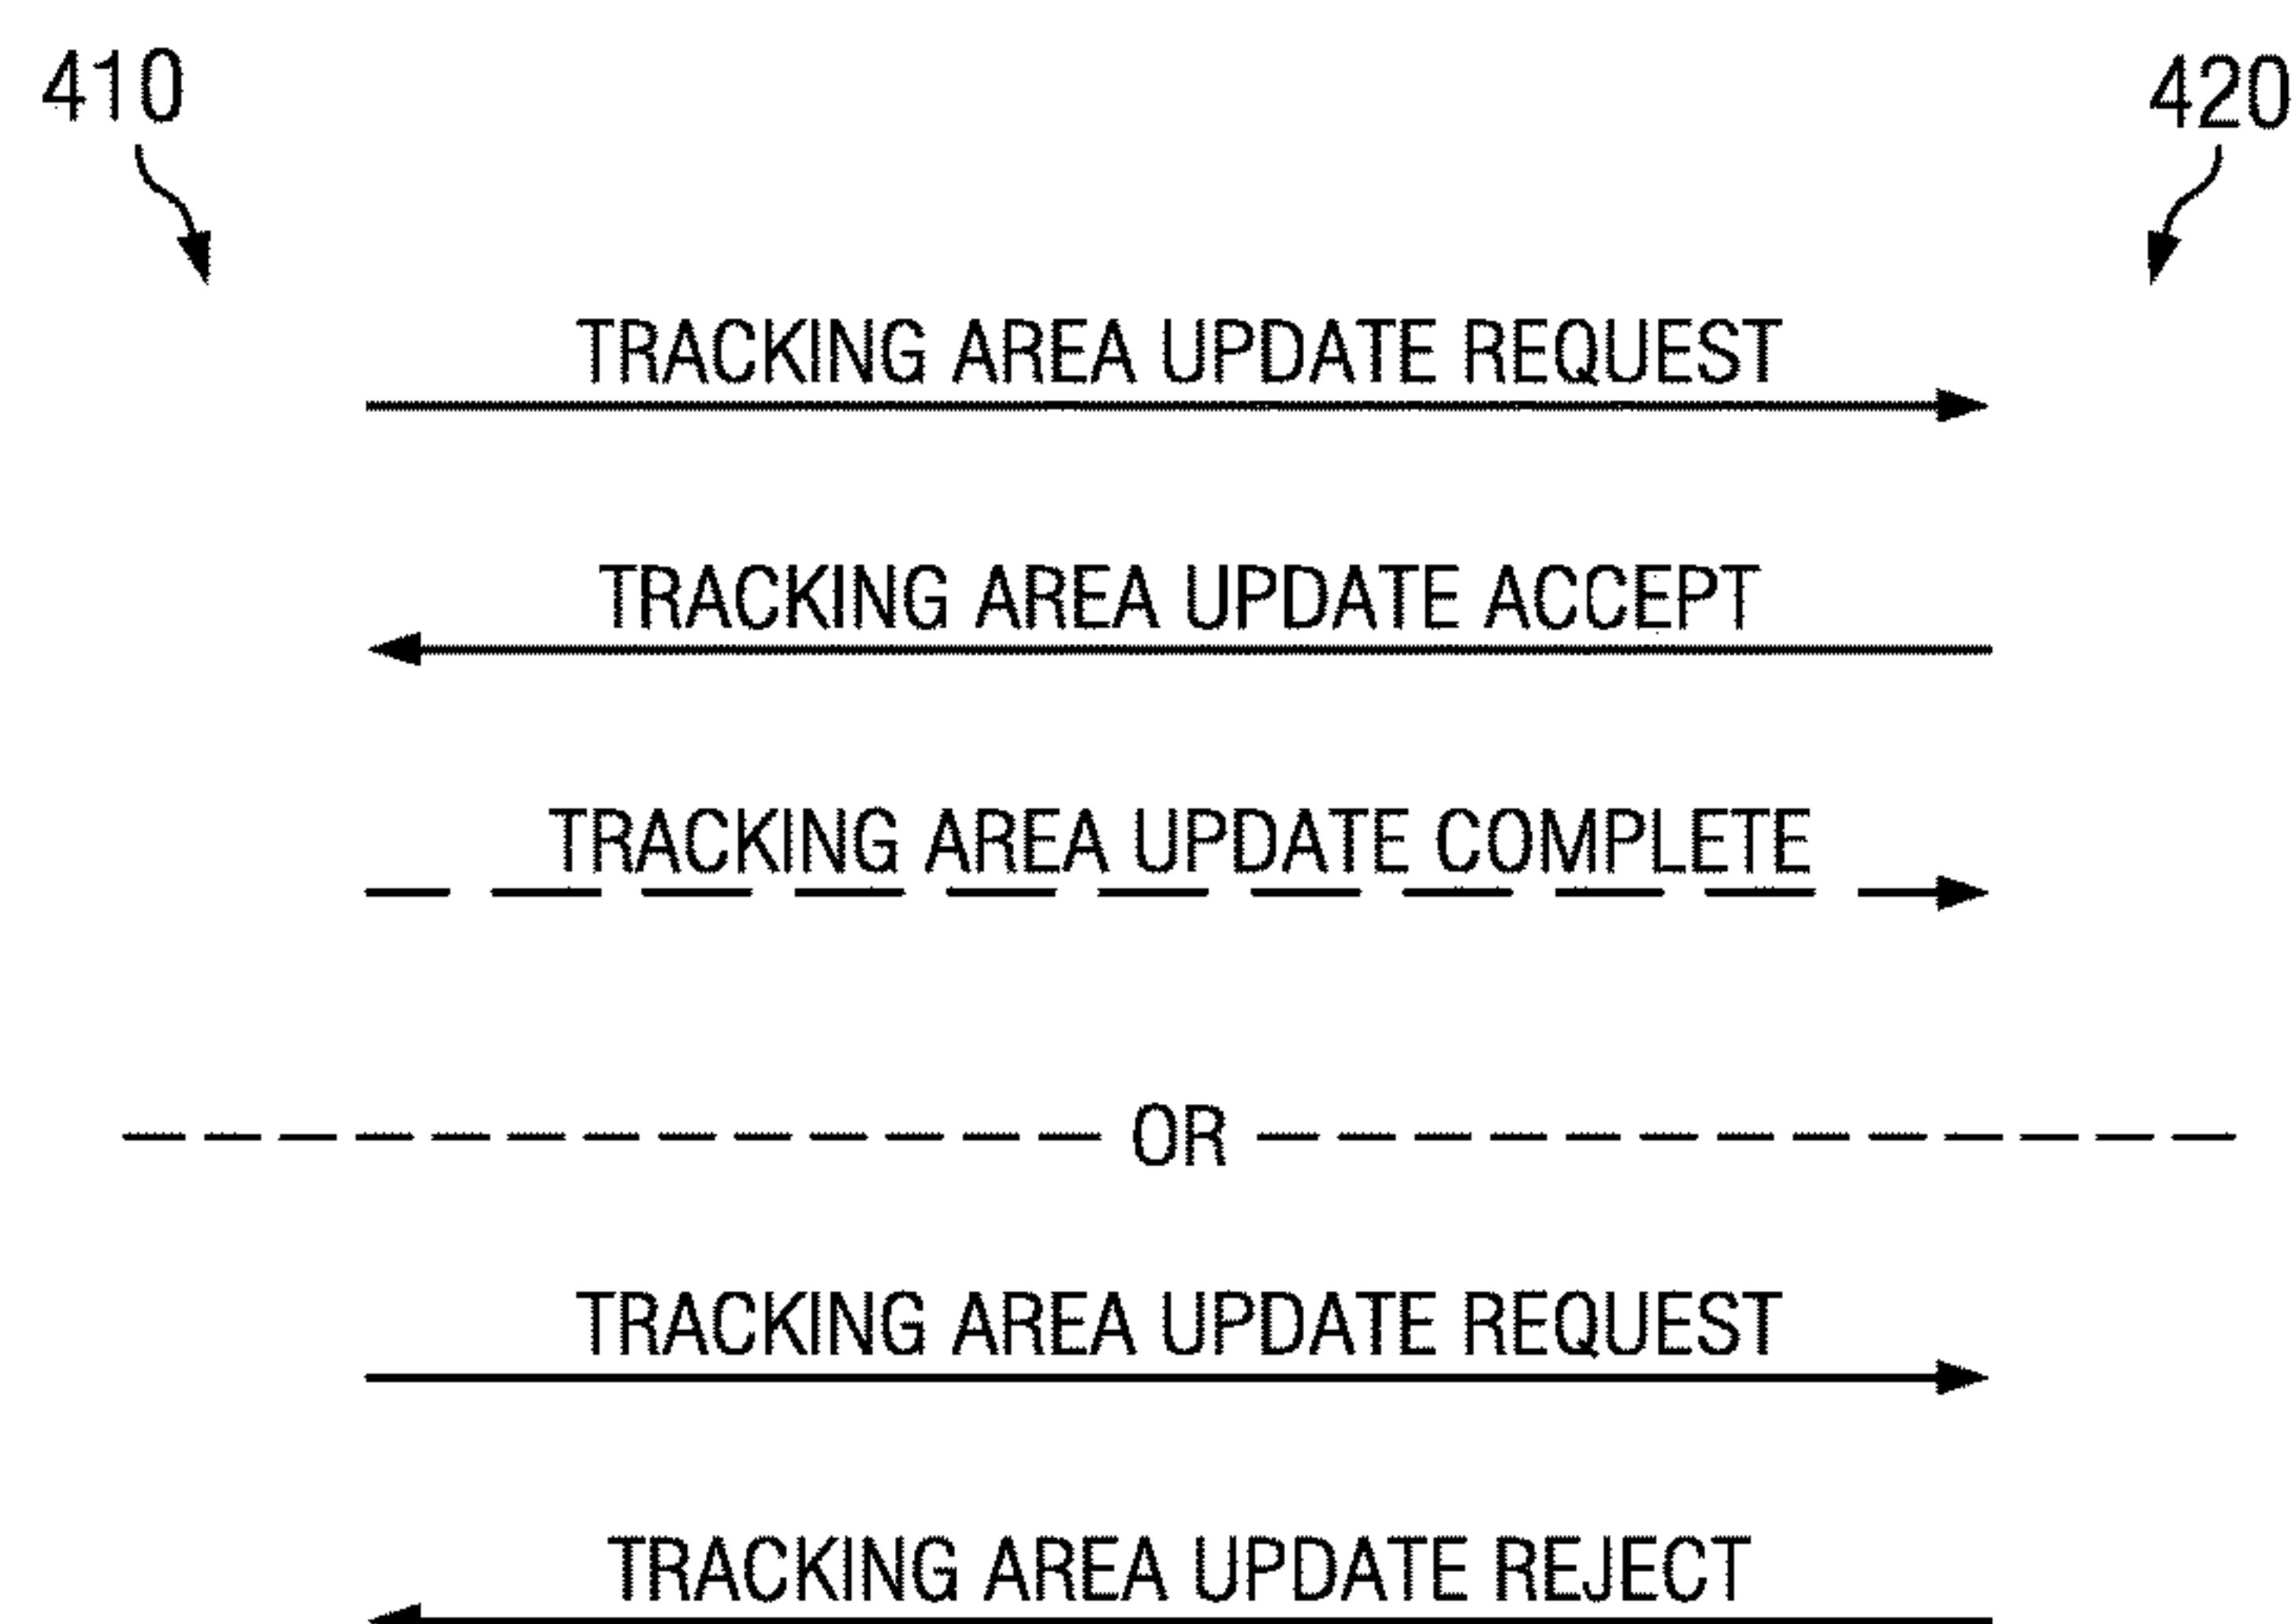 410 420
TRACKING AREA UPDATE REQUEST
TRACKING AREA UPDATE ACCEPT
TRACKING AREA UPDATE COMPLETE
OR
TRACKING AREA UPDATE REQUEST
TRACKING AREA UPDATE REJECT